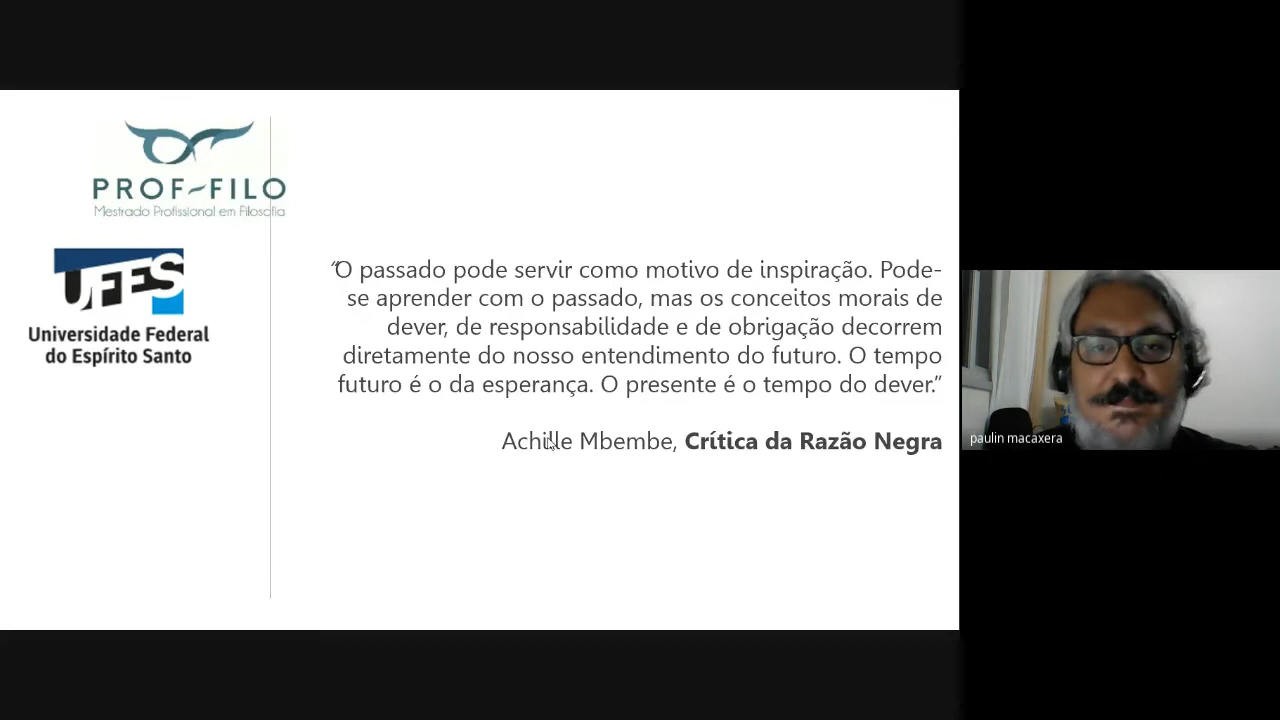 PROF-FILO
Mestrado Profissional em Filosofia
UFES
Universidade Federal
do Espírito Santo
“O passado pode servir como motivo de inspiração. Pode-
se aprender com o passado, mas os conceitos morais de
dever, de responsabilidade e de obrigação decorrem
diretamente do nosso entendimento do futuro. O tempo
futuro é o da esperança. O presente é o tempo do dever.”
Achille Mbembe, Crítica da Razão Negra
paulin macaxera